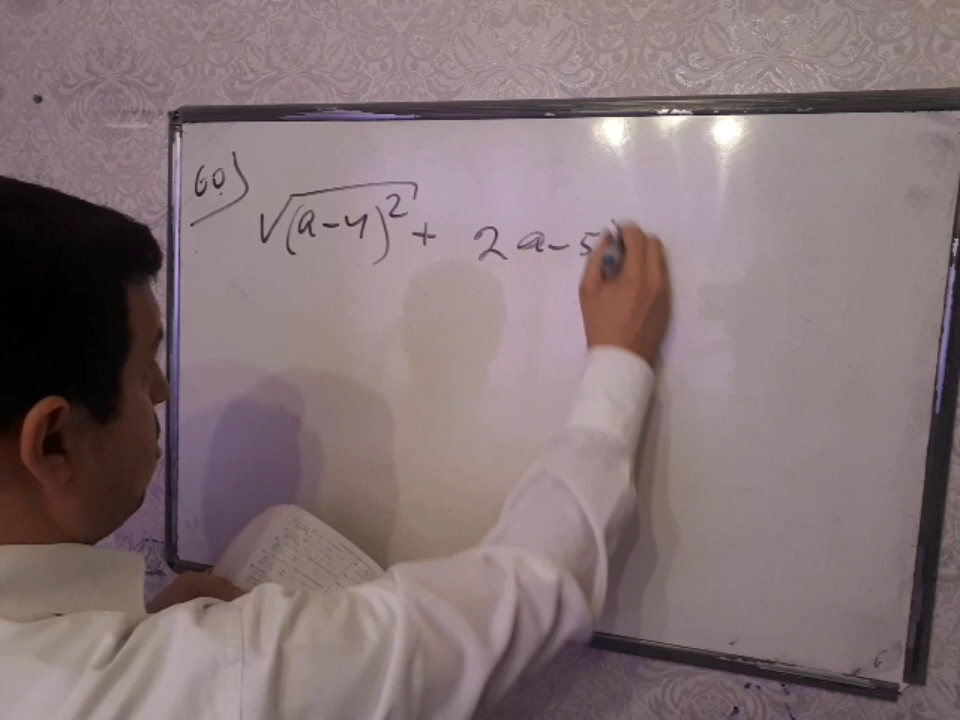 60)
√(a-4)² + 2a-5